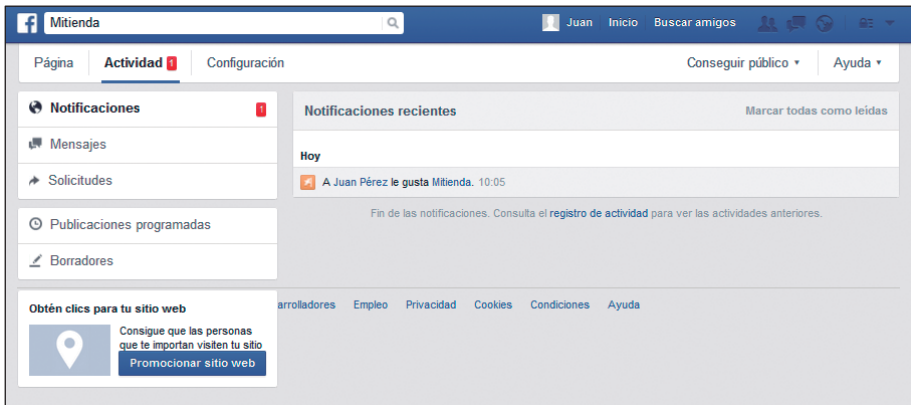 f Mitienda Juan Inicio Buscar amigos
Página Actividad 1 Configuración Conseguir público Ayuda
Notificaciones 1
Mensajes
Solicitudes
Publicaciones programadas
Borradores
Notificaciones recientes Marcar todas como leídas
Hoy
A Juan Pérez le gusta Mitienda. 10:05
Fin de las notificaciones. Consulta el registro de actividad para ver las actividades anteriores.
Obtén clics para tu sitio web
Consigue que las personas
que te importan visiten tu sitio
Promocionar sitio web
arrolladores Empleo Privacidad Cookies Condiciones Ayuda